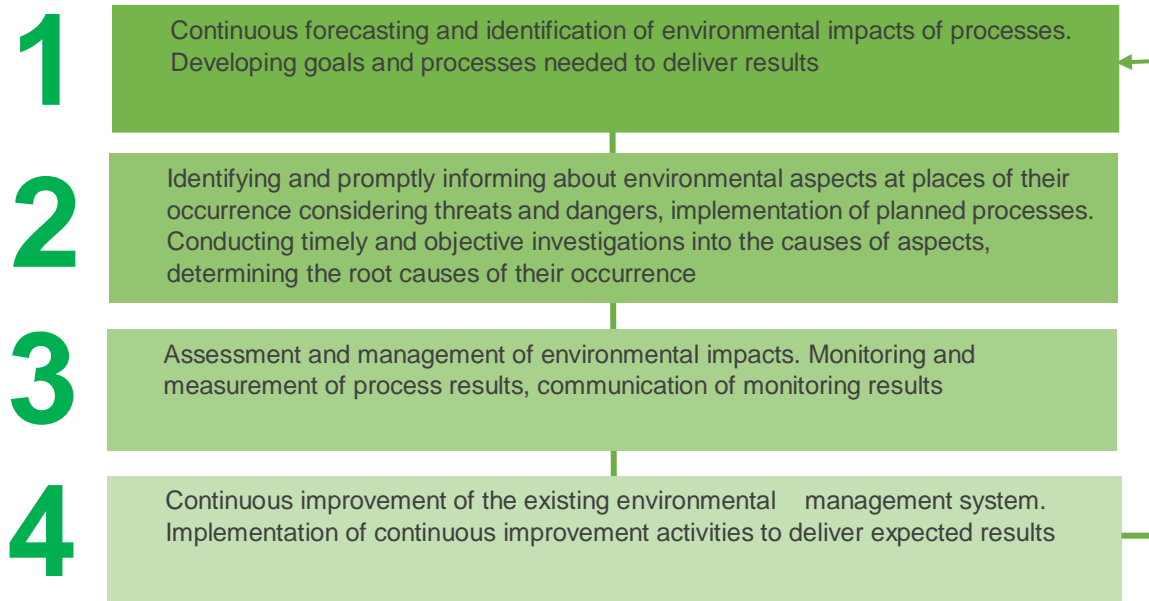 1
Continuous forecasting and identification of environmental impacts of processes.
Developing goals and processes needed to deliver results
2
Identifying and promptly informing about environmental aspects at places of their
occurrence considering threats and dangers, implementation of planned processes.
Conducting timely and objective investigations into the causes of aspects,
determining the root causes of their occurrence
3
Assessment and management of environmental impacts. Monitoring and
measurement of process results, communication of monitoring results
4
Continuous improvement of the existing environmental management system.
Implementation of continuous improvement activities to deliver expected results